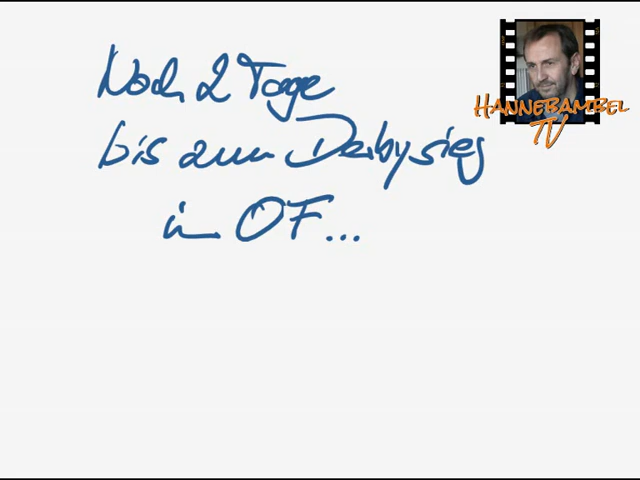 Noch 2 Tage
bis zum Derbysieg
in OF...
HANNEBAMBEL
TV